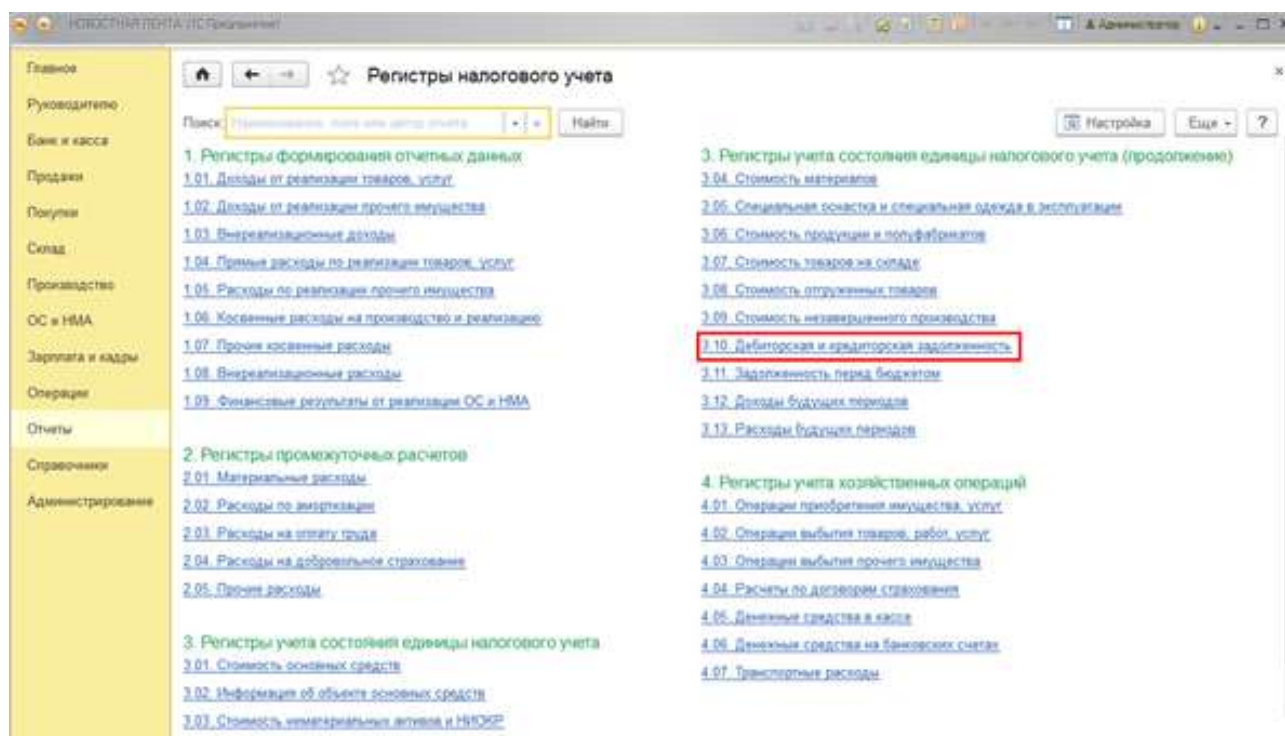 НОВОСТНАЯ ЛЕНТА
Администратор
Главное
Руководителю
Банк и касса
Продажи
Покупки
Склад
Производство
ОС и НМА
Зарплата и кадры
Операции
Отчеты
Справочники
Администрирование
Регистры налогового учета
Поиск:
Найти
Настройка
Еще
?
1. Регистры формирования отчетных данных
1.01. Доходы от реализации товаров, услуг
1.02. Доходы от реализации прочего имущества
1.03. Внереализационные доходы
1.04. Прямые расходы по реализации товаров, услуг
1.05. Расходы по реализации прочего имущества
1.06. Косвенные расходы на производство и реализацию
1.07. Прочие косвенные расходы
1.08. Внереализационные расходы
1.09. Финансовые результаты от реализации ОС и НМА
2. Регистры промежуточных расчетов
2.01. Материальные расходы
2.02. Расходы по амортизации
2.03. Расходы на оплату труда
2.04. Расходы на добровольное страхование
2.05. Прочие расходы
3. Регистры учета состояния единицы налогового учета
3.01. Стоимость основных средств
3.02. Информация об объекте основных средств
3.03. Стоимость нематериальных активов и НИОКР
3. Регистры учета состояния единицы налогового учета (продолжение)
3.04. Стоимость материалов
3.05. Специальная оснастка и специальная одежда в эксплуатации
3.06. Стоимость продукции и полуфабрикатов
3.07. Стоимость товаров на складе
3.08. Стоимость отгруженных товаров
3.09. Стоимость незавершенного производства
3.10. Дебиторская и кредиторская задолженность
3.11. Задолженность перед бюджетом
3.12. Доходы будущих периодов
3.13. Расходы будущих периодов
4. Регистры учета хозяйственных операций
4.01. Операции приобретения имущества, услуг
4.02. Операции выбытия товаров, работ, услуг
4.03. Операции выбытия прочего имущества
4.04. Расчеты по договорам страхования
4.05. Денежные средства в кассе
4.06. Денежные средства на банковских счетах
4.07. Транспортные расходы